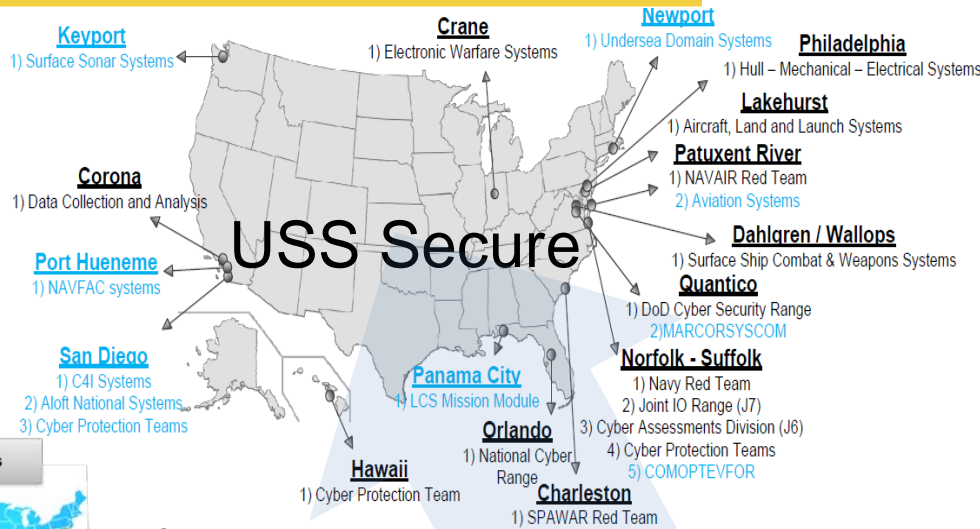 Keyport
1) Surface Sonar Systems
Crane
1) Electronic Warfare Systems
Newport
1) Undersea Domain Systems
Philadelphia
1) Hull – Mechanical – Electrical Systems
Lakehurst
1) Aircraft, Land and Launch Systems
Patuxent River
1) NAVAIR Red Team
2) Aviation Systems
Corona
1) Data Collection and Analysis
USS Secure
Dahlgren / Wallops
1) Surface Ship Combat & Weapons Systems
Port Hueneme
1) NAVFAC systems
Quantico
1) DoD Cyber Security Range
2)MARCORSYSCOM
San Diego
1) C4I Systems
2) Aloft National Systems
3) Cyber Protection Teams
Panama City
1) LCS Mission Module
Norfolk - Suffolk
1) Navy Red Team
2) Joint IO Range (J7)
3) Cyber Assessments Division (J6)
4) Cyber Protection Teams
5) COMOPTEVFOR
Orlando
1) National Cyber
Range
Hawaii
1) Cyber Protection Team
Charleston
1) SPAWAR Red Team